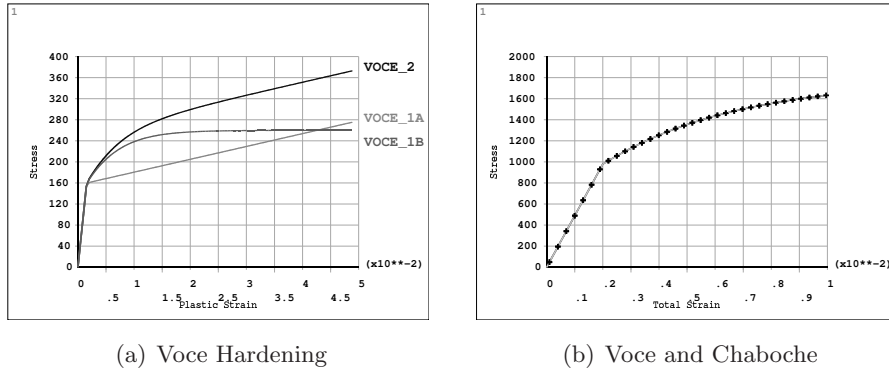 1
400
360
320
280
240
200
160
120
80
40
0
Stress
VOCE_2
VOCE_1A
VOCE_1B
(x10**-2)
0 1 2 3 4 5
.5 1.5 2.5 3.5 4.5
Plastic Strain
(a) Voce Hardening
1
2000
1800
1600
1400
1200
1000
800
600
400
200
0
Stress
(x10**-2)
0 .2 .4 .6 .8 1
.1 .3 .5 .7 .9
Total Strain
(b) Voce and Chaboche